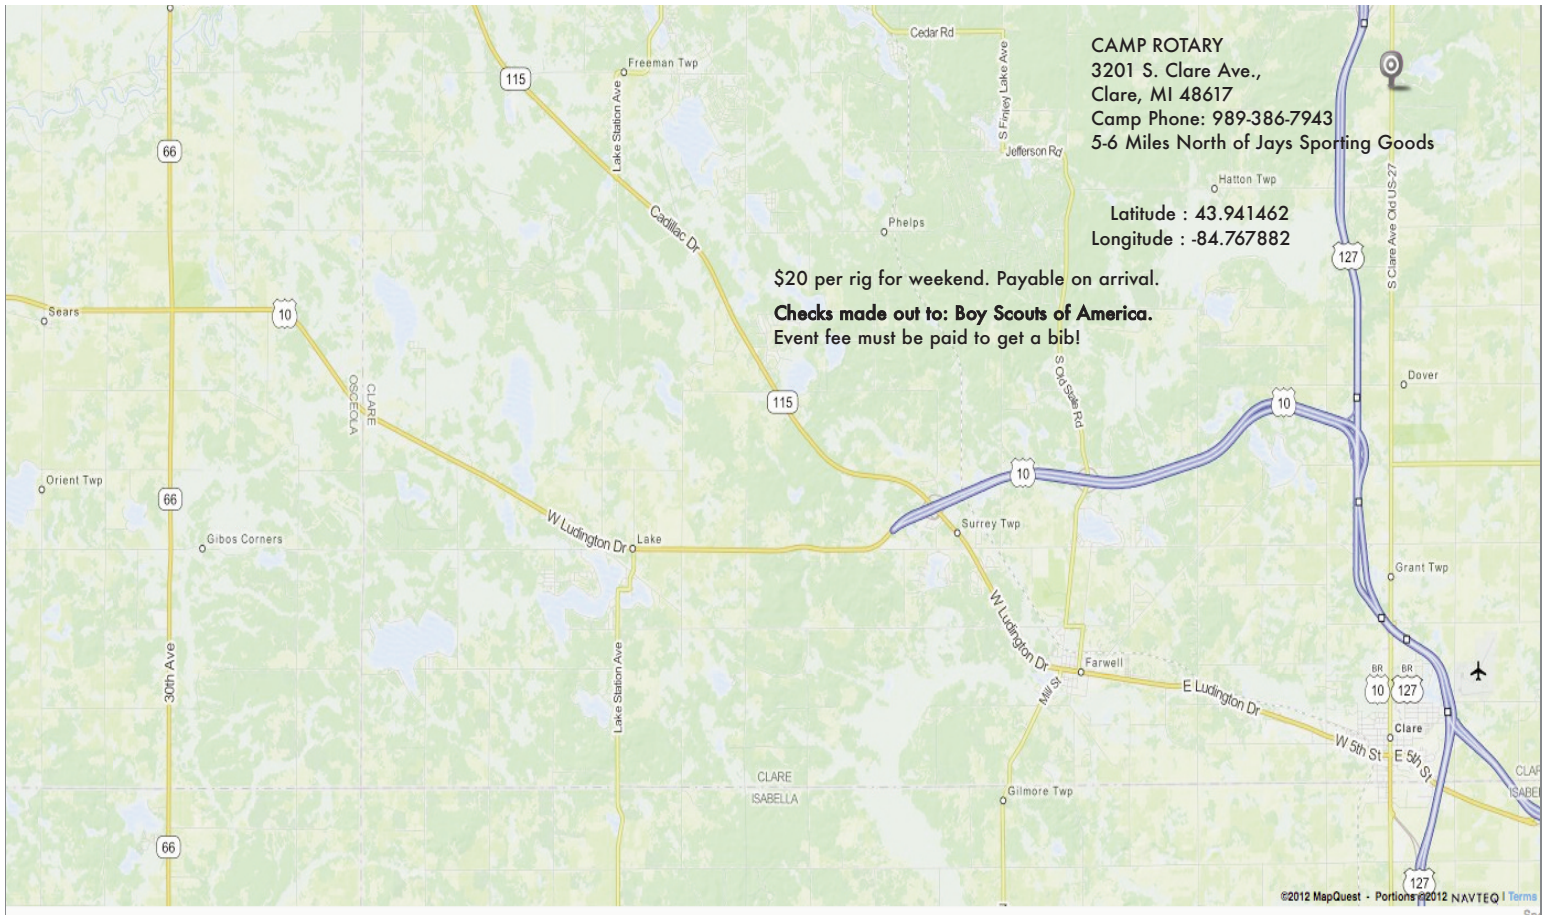 CAMP ROTARY
3201 S. Clare Ave.,
Clare, MI 48617
Camp Phone: 989-386-7943
5-6 Miles North of Jays Sporting Goods
Latitude : 43.941462
Longitude : -84.767882
$20 per rig for weekend. Payable on arrival.
Checks made out to: Boy Scouts of America.
Event fee must be paid to get a bib!
Cedar Rd
Freeman Twp
115
Lake Station Ave
S Finley Lake Ave
Jefferson Rd
66
Hatton Twp
S Clare Ave Old US-27
Cadillac Dr
Phelps
127
Sears
10
CLARE
OSCEOLA
S Old State Rd
Dover
115
10
10
Orient Twp
66
W Ludington Dr
Lake
Surrey Twp
Gibos Corners
Grant Twp
W Ludington Dr
30th Ave
Lake Station Ave
Farwell
Mill St
E Ludington Dr
BR
10
BR
127
Clare
W 5th St
E 5th St
CLARE
ISABELLA
CLAR
ISABEL
Gilmore Twp
66
127
©2012 MapQuest - Portions ©2012 NAVTEQ | Terms